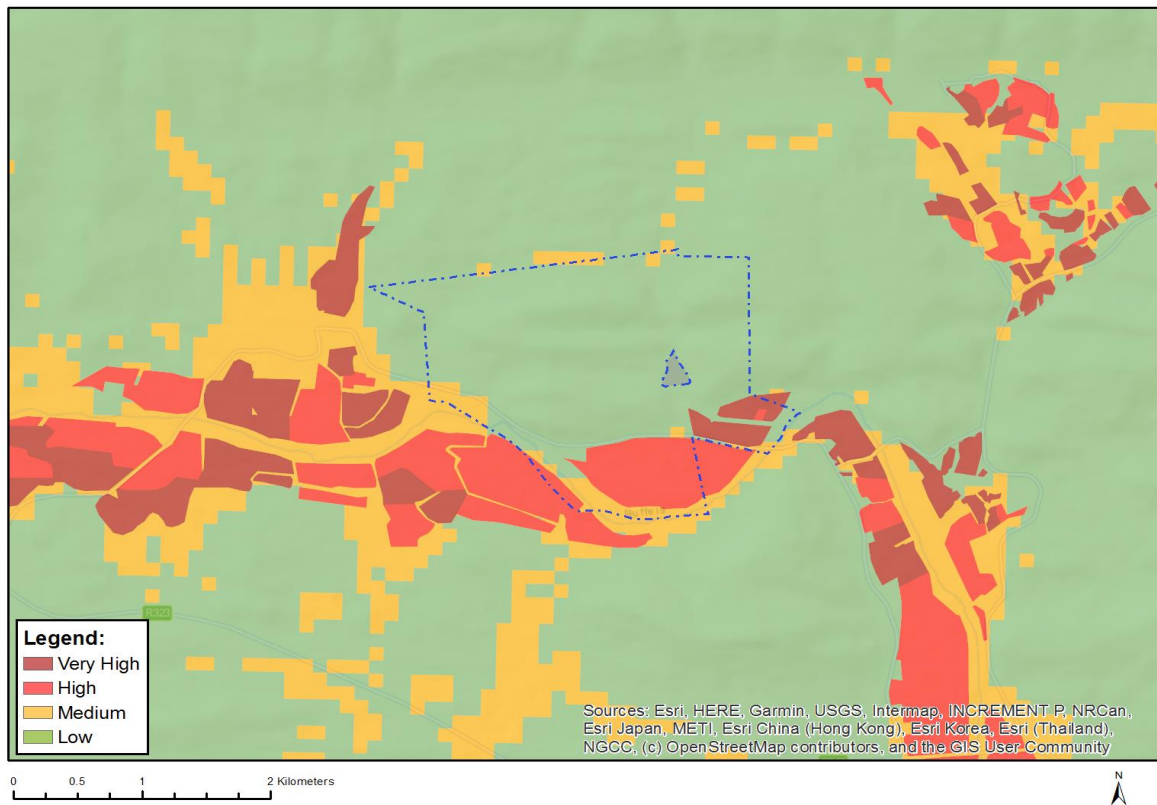 R323
Legend:
Very High
High
Medium
Low
Sources: Esri, HERE, Garmin, USGS, Intermap, INCREMENT P, NRCan,
Esri Japan, METI, Esri China (Hong Kong), Esri Korea, Esri (Thailand),
NGCC, (c) OpenStreetMap contributors, and the GIS User Community
0 0.5 1 2 Kilometers
N